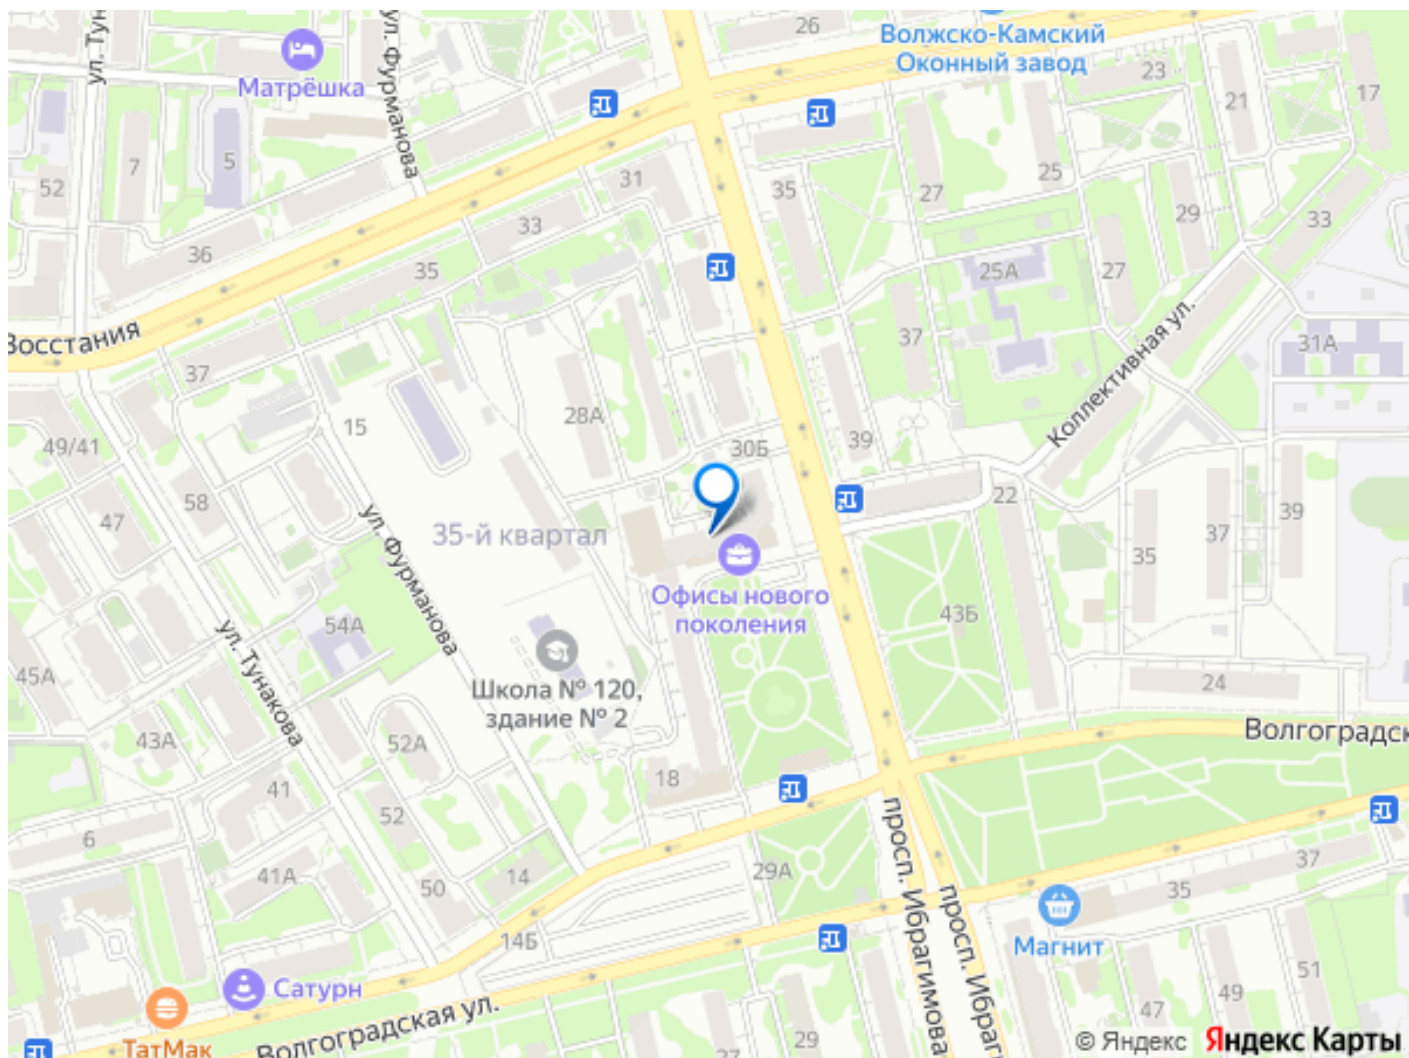 26
Волжско-Камский
Оконный завод
ул. Тун
ул. Фурманова
Матрёшка
23
21
17
7
5
52
31
35
27
25
29
33
33
36
35
25А
27
Восстания
37
37
31А
Коллективная ул.
15
28А
49/41
39
30Б
58
47
22
39
37
35
35-й квартал
ул. Фурманова
Офисы нового
поколения
43Б
54А
ул. Тунакова
45А
Школа № 120,
здание № 2
24
Волгоградск
43А
52А
18
41
52
6
просп. Ибрагимова
37
29А
41А
14
50
35
просп. Ибраги
14Б
Магнит
51
Сатурн
49
47
Волгоградская ул.
29
27
ТатМак
© Яндекс Яндекс Карты